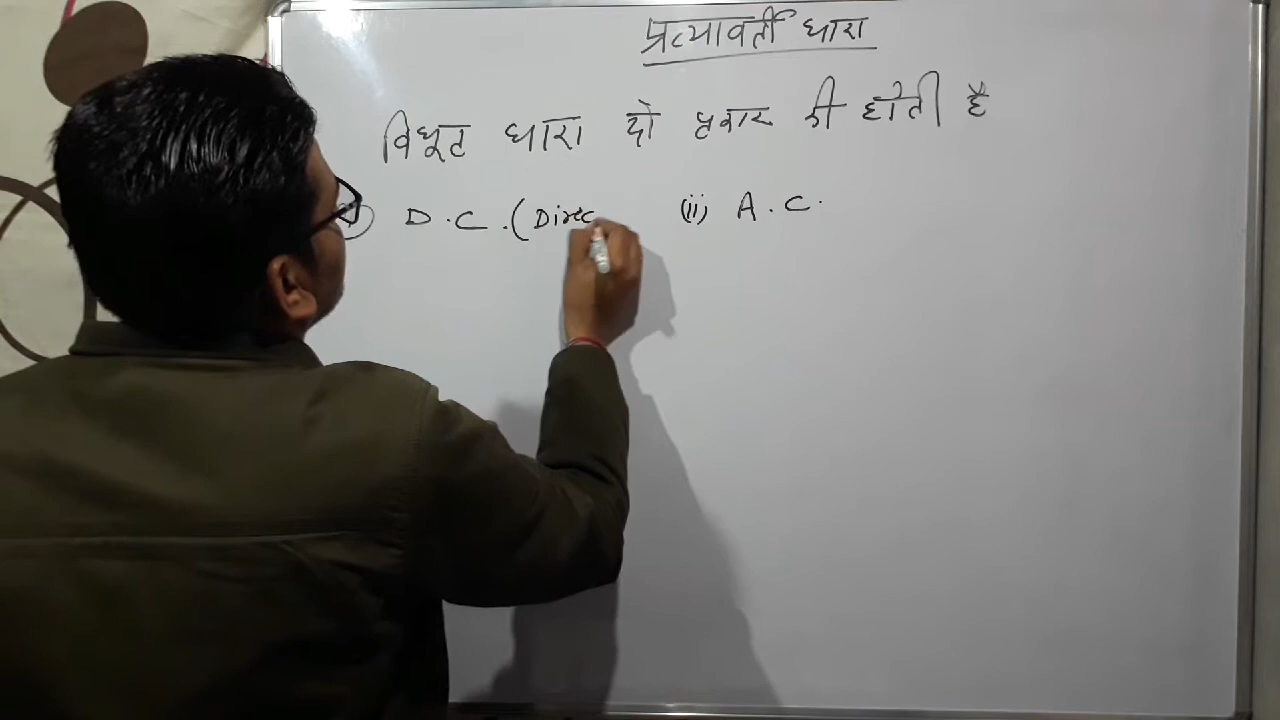 प्रत्यावर्ती धारा
विधूट धारा दो प्रकार की होती है
D.C. (Direc (ii) A.C.